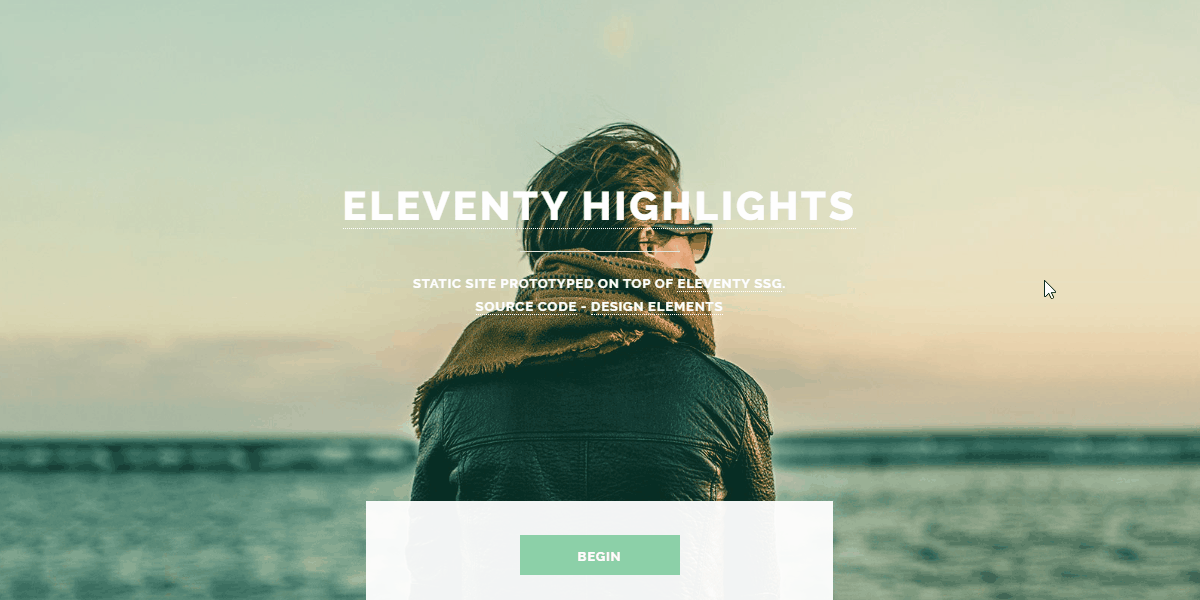 ELEVENTY HIGHLIGHTS
STATIC SITE PROTOTYPED ON TOP OF ELEVENTY SSG.
SOURCE CODE - DESIGN ELEMENTS
BEGIN